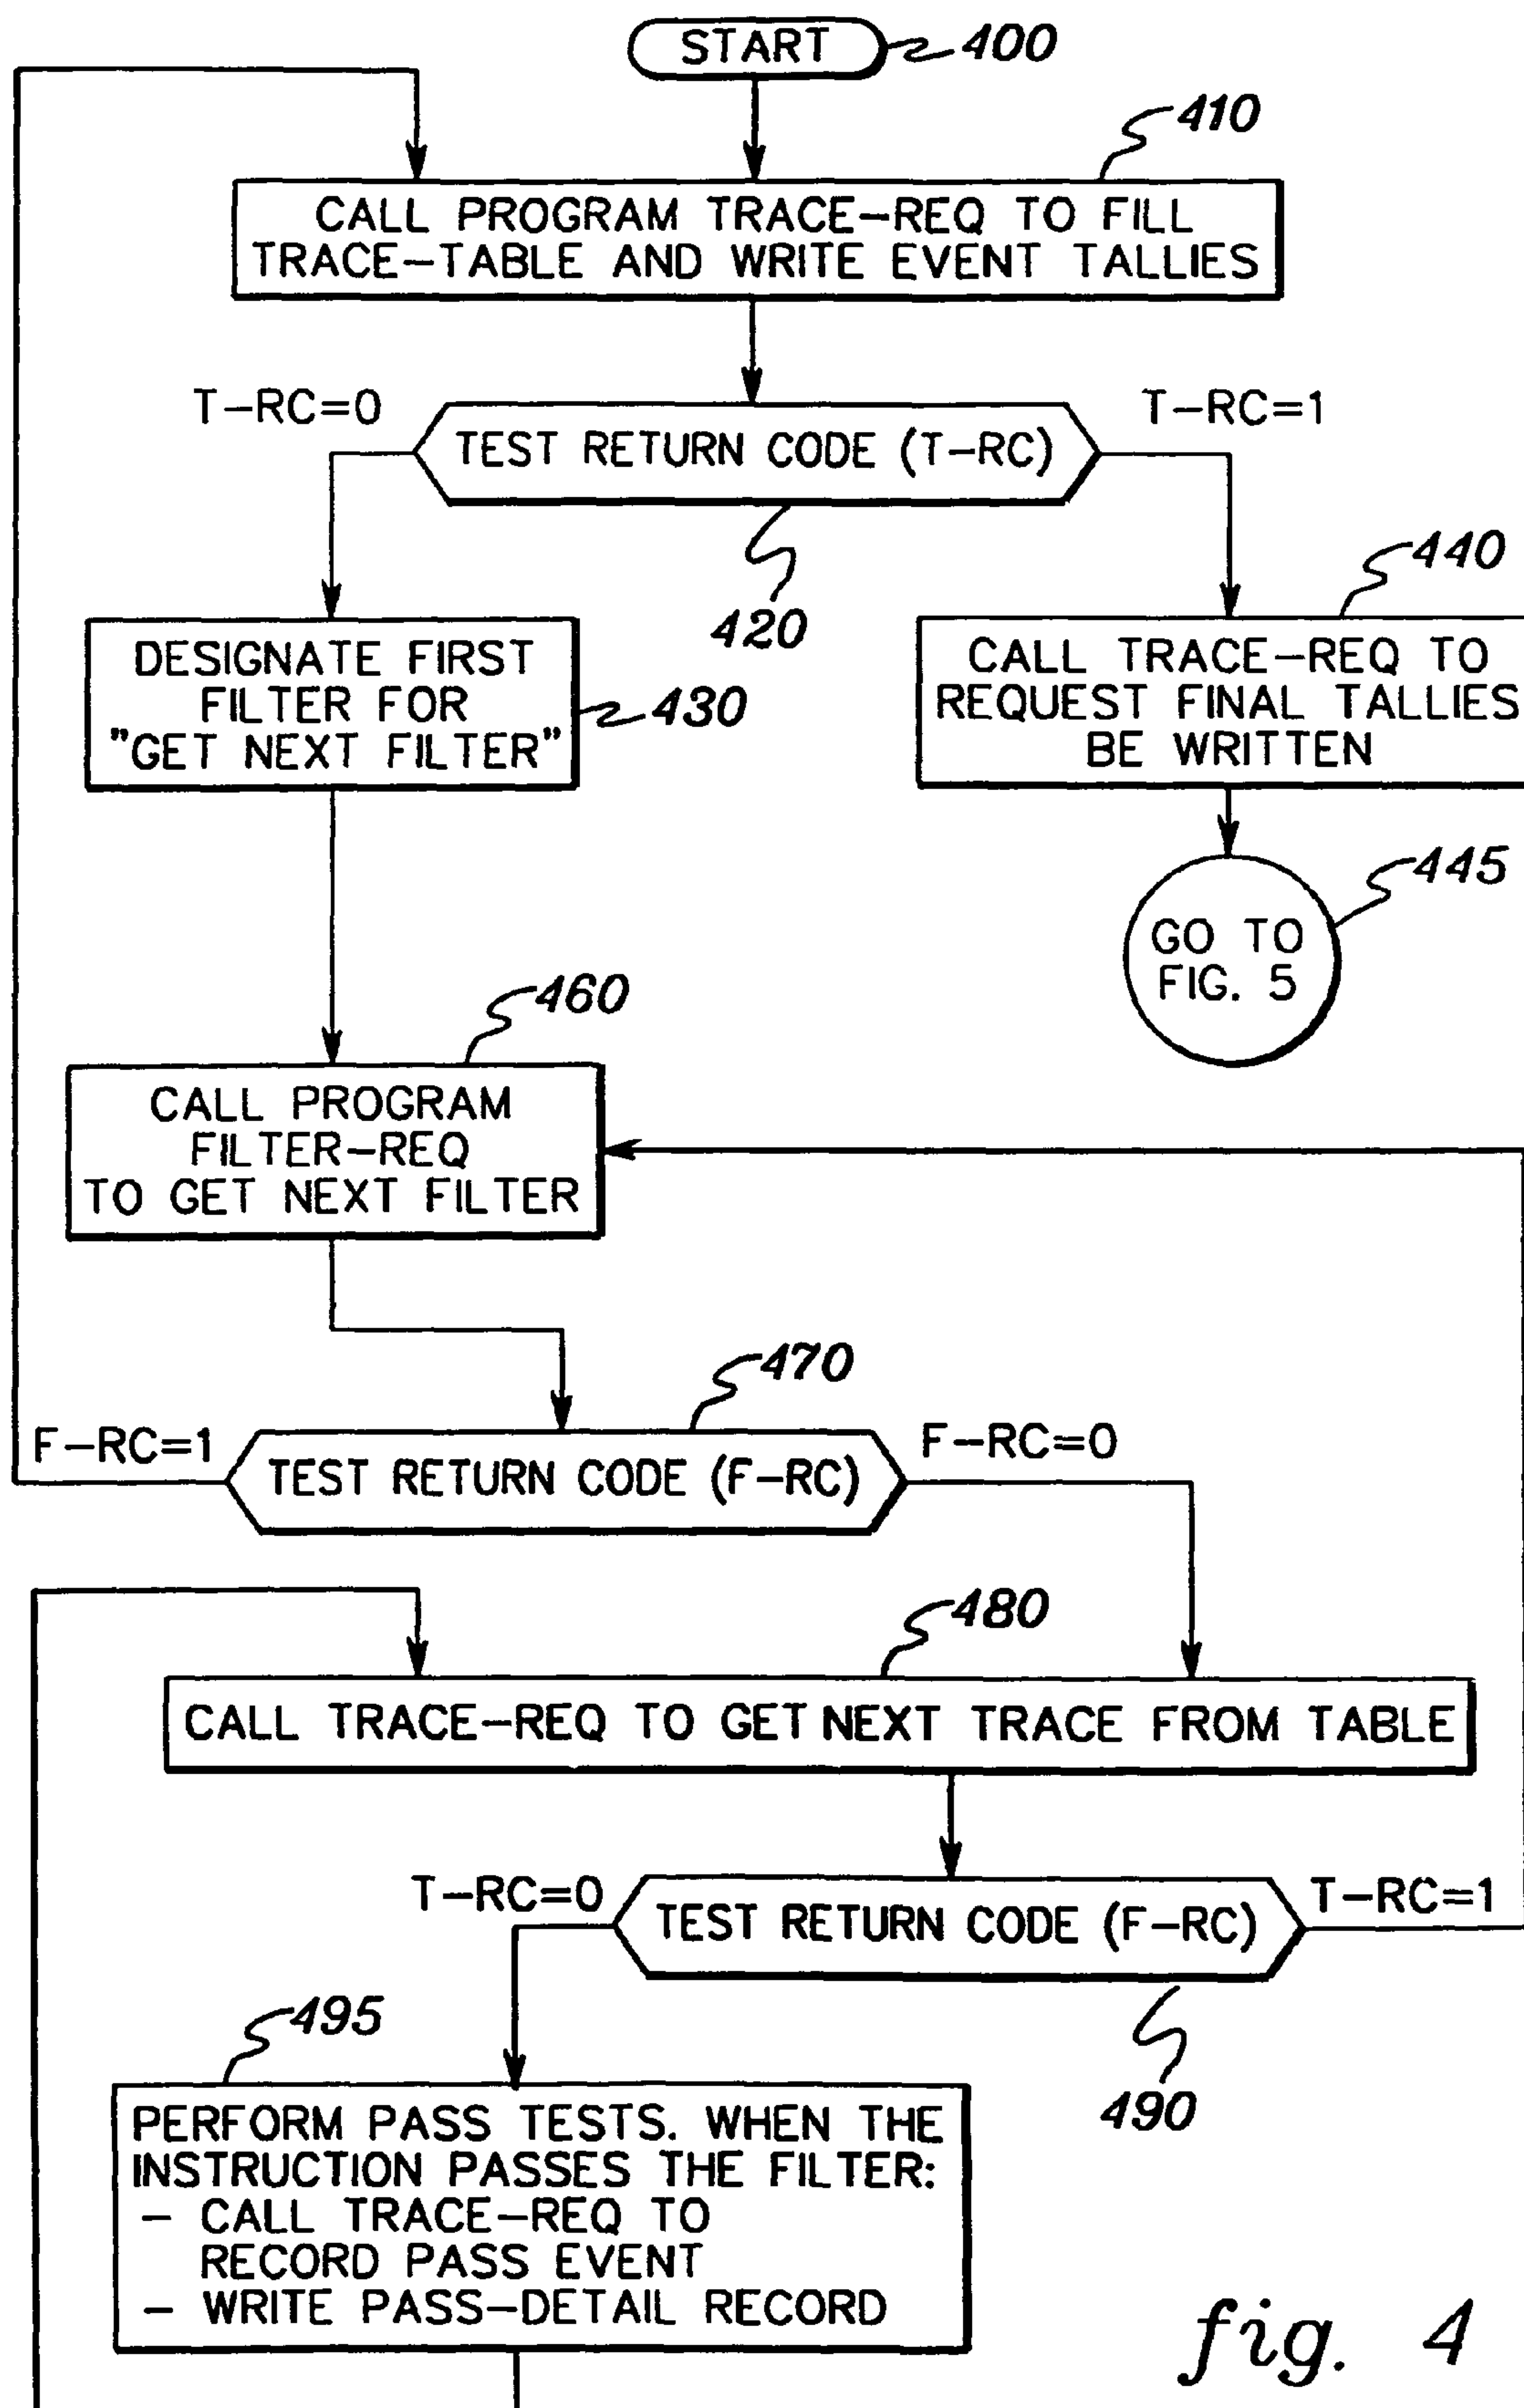 START
400
410
CALL PROGRAM TRACE-REQ TO FILL
TRACE-TABLE AND WRITE EVENT TALLIES
T-RC=0
T-RC=1
TEST RETURN CODE (T-RC)
420
440
DESIGNATE FIRST
FILTER FOR
"GET NEXT FILTER"
430
CALL TRACE-REQ TO
REQUEST FINAL TALLIES
BE WRITTEN
445
GO TO
FIG. 5
460
CALL PROGRAM
FILTER-REQ
TO GET NEXT FILTER
470
F-RC=1
F-RC=0
TEST RETURN CODE (F-RC)
480
CALL TRACE-REQ TO GET NEXT TRACE FROM TABLE
T-RC=0
T-RC=1
TEST RETURN CODE (F-RC)
490
495
PERFORM PASS TESTS. WHEN THE
INSTRUCTION PASSES THE FILTER:
- CALL TRACE-REQ TO
RECORD PASS EVENT
- WRITE PASS-DETAIL RECORD
fig. 4